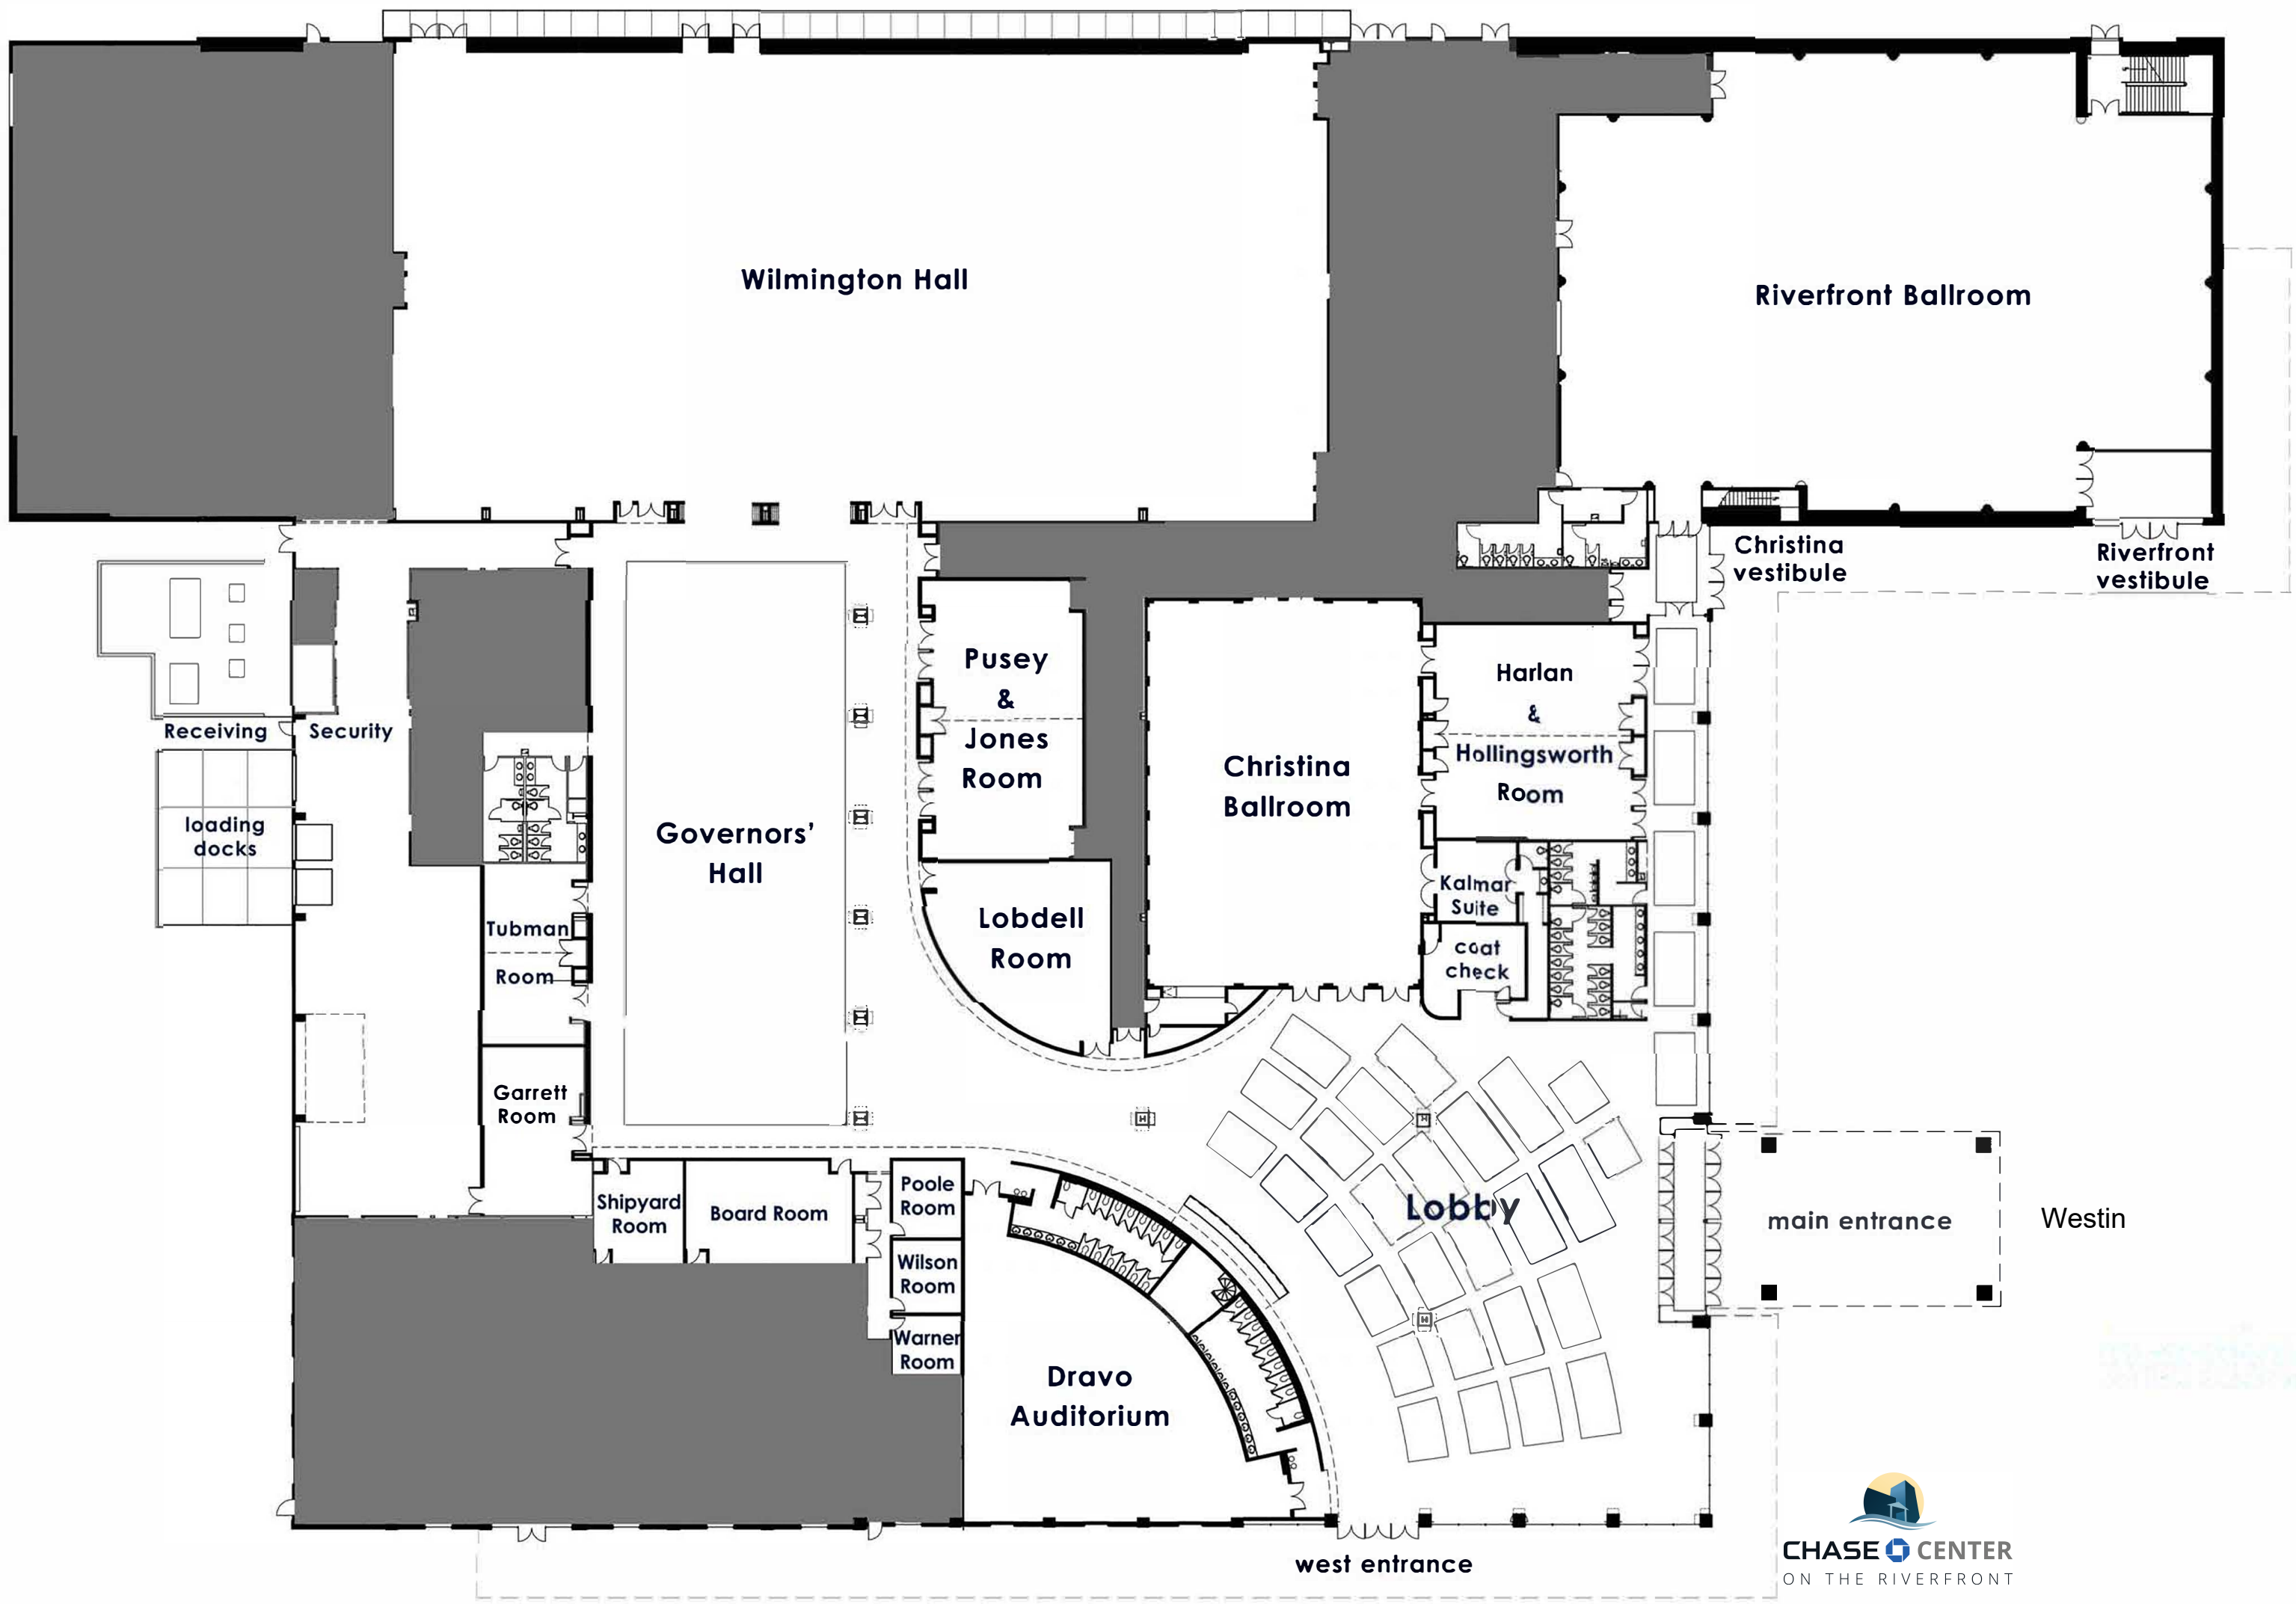 Wilmington Hall
Riverfront Ballroom
Christina
vestibule
Riverfront
vestibule
Pusey
&
Jones
Room
Harlan
&
Hollingsworth
Room
Receiving
Security
Christina
Ballroom
loading
docks
Governors'
Hall
Kalmar
Suite
Lobdell
Room
Tubman
Room
coat
check
Garrett
Room
Shipyard
Room
Board Room
Poole
Room
Lobby
main entrance
Westin
Wilson
Room
Warner
Room
Dravo
Auditorium
west entrance
CHASE CENTER
ON THE RIVERFRONT